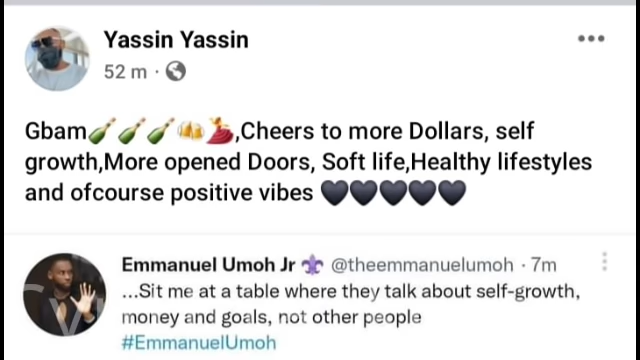 Yassin Yassin
52 m ·
Gbam🍾🍾🍾🍻💃,Cheers to more Dollars, self
growth,More opened Doors, Soft life,Healthy lifestyles
and ofcourse positive vibes 🖤🖤🖤🖤🖤
Emmanuel Umoh Jr ⚜ @theemmanuelumoh · 7m
...Sit me at a table where they talk about self-growth,
money and goals, not other people
#EmmanuelUmoh